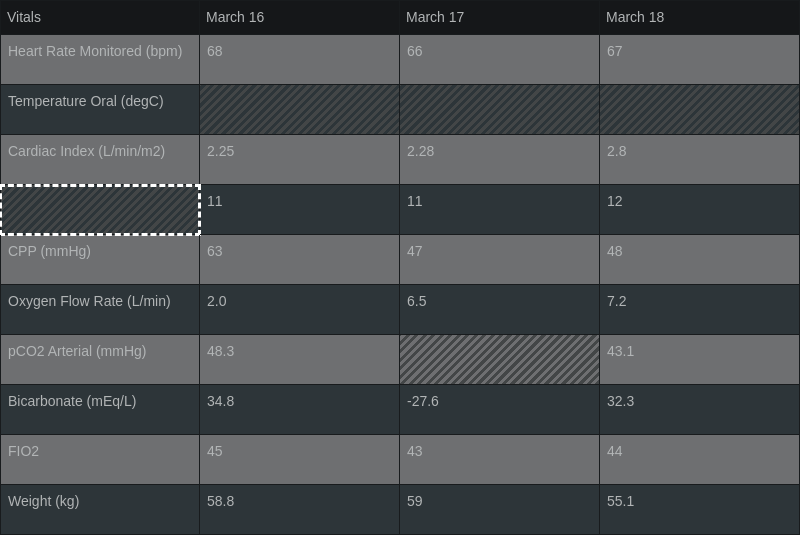 Vitals March 16 March 17 March 18
Heart Rate Monitored (bpm) 68 66 67
Temperature Oral (degC)
Cardiac Index (L/min/m2) 2.25 2.28 2.8
11 11 12
CPP (mmHg) 63 47 48
Oxygen Flow Rate (L/min) 2.0 6.5 7.2
pCO2 Arterial (mmHg) 48.3 43.1
Bicarbonate (mEq/L) 34.8 -27.6 32.3
FIO2 45 43 44
Weight (kg) 58.8 59 55.1